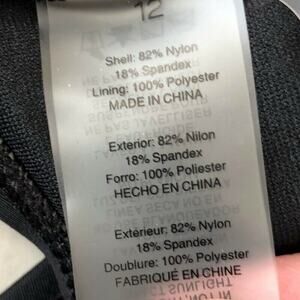 12
Shell: 82% Nylon
18% Spandex
Lining: 100% Polyester
MADE IN CHINA
Exterior: 82% Nilon
18% Spandex
Forro: 100% Poliester
HECHO EN CHINA
Extérieur: 82% Nylon
18% Spandex
Doublure: 100% Polyester
FABRIQUÉ EN CHINE